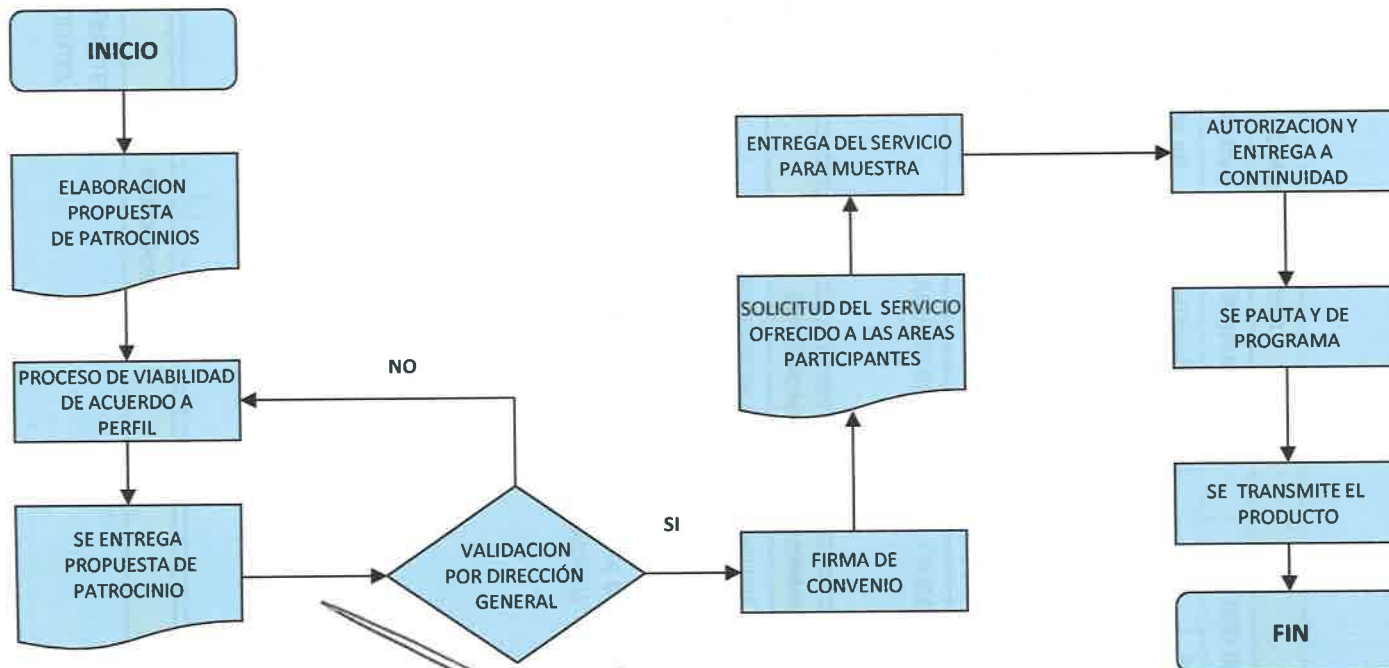 INICIO
ELABORACION
PROPUESTA
DE PATROCINIOS
PROCESO DE VIABILIDAD
DE ACUERDO A
PERFIL
SE ENTREGA
PROPUESTA DE
PATROCINIO
NO
VALIDACION
POR DIRECCIÓN
GENERAL
SI
FIRMA DE
CONVENIO
SOLICITUD DEL SERVICIO
OFRECIDO A LAS AREAS
PARTICIPANTES
ENTREGA DEL SERVICIO
PARA MUESTRA
AUTORIZACION Y
ENTREGA A
CONTINUIDAD
SE PAUTA Y DE
PROGRAMA
SE TRANSMITE EL
PRODUCTO
FIN